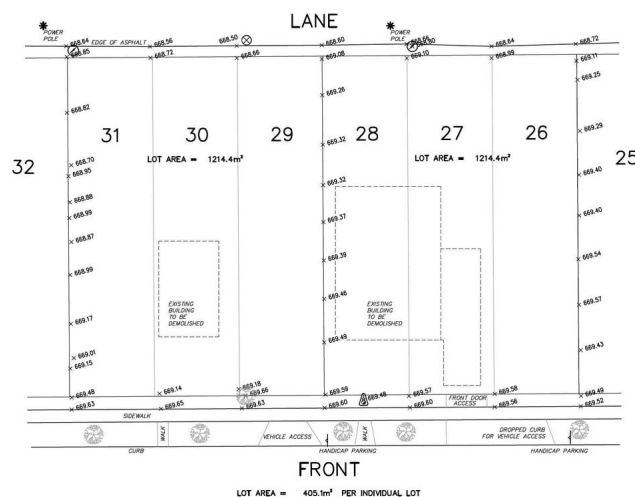 LANE
POWER
POLE
POWER
POLE
668.64
EDGE OF ASPHALT
668.56
668.50
668.60
668.66
668.64
668.72
668.85
668.72
668.66
669.08
669.10
668.99
669.11
669.25
668.82
669.26
31
30
29
28
27
26
669.32
669.29
32
25
LOT AREA = 1214.4m²
LOT AREA = 1214.4m²
668.70
668.95
669.32
669.40
668.88
668.99
669.37
669.40
668.87
669.39
669.54
668.99
669.46
669.57
EXISTING
BUILDING
TO BE
DEMOLISHED
EXISTING
BUILDING
TO BE
DEMOLISHED
669.17
669.49
669.43
669.01
669.15
669.48
669.14
669.18
669.66
669.59
669.48
669.57
FRONT DOOR
ACCESS
669.58
669.49
669.63
669.65
669.63
669.60
669.60
669.56
669.52
SIDEWALK
WALK
VEHICLE ACCESS
WALK
DROPPED CURB
FOR VEHICLE ACCESS
CURB
HANDICAP PARKING
HANDICAP PARKING
FRONT
LOT AREA = 405.1m² PER INDIVIDUAL LOT